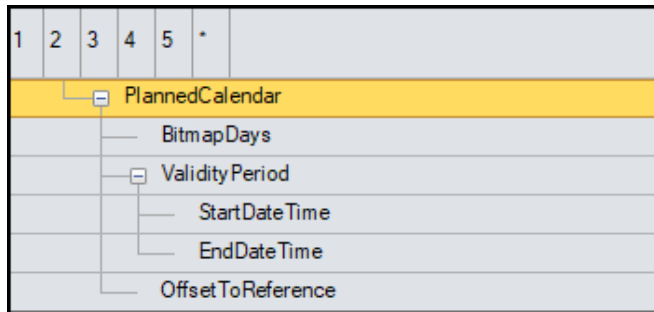 1 2 3 4 5 *
PlannedCalendar
BitmapDays
ValidityPeriod
StartDateTime
EndDateTime
OffsetToReference